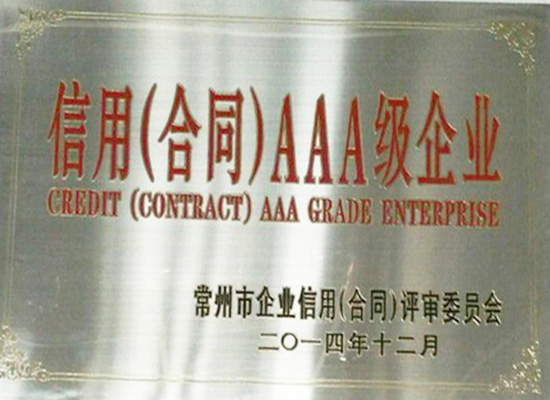 信用(合同)AAA级企业
CREDIT (CONTRACT) AAA GRADE ENTERPRISE
常州市企业信用(合同)评审委员会
二〇一四年十二月